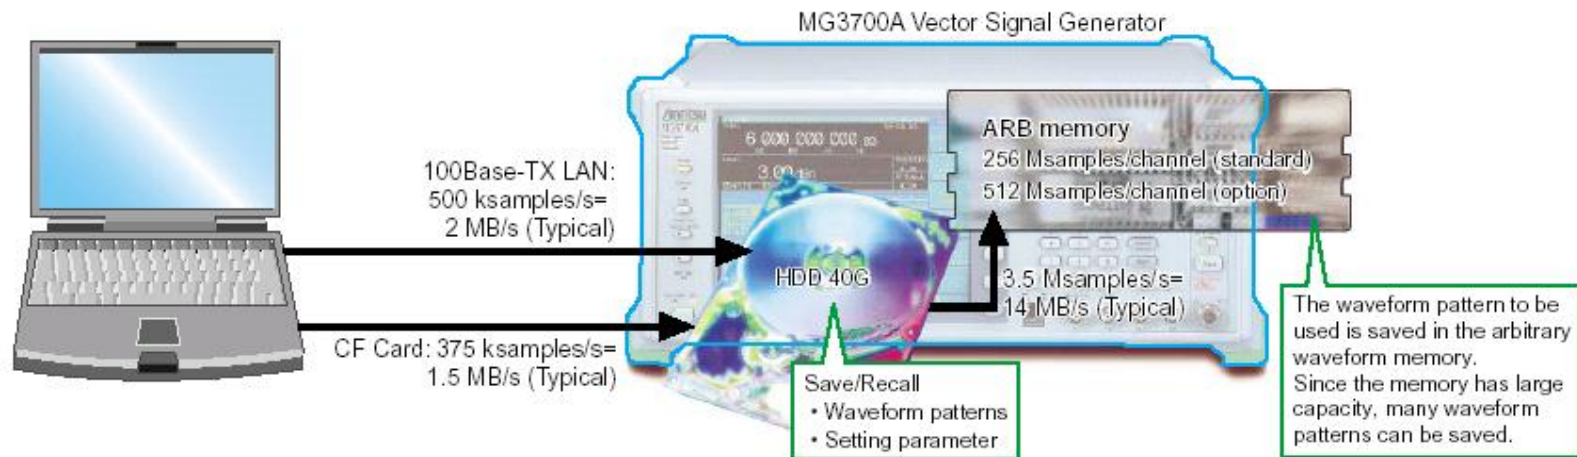 MG3700A Vector Signal Generator
ARB memory
256 Msamples/channel (standard)
512 Msamples/channel (option)
6 000 000 000 00
3.00
100Base-TX LAN:
500 ksamples/s=
2 MB/s (Typical)
HDD 40G
3.5 Msamples/s=
14 MB/s (Typical)
CF Card: 375 ksamples/s=
1.5 MB/s (Typical)
Save/Recall
• Waveform patterns
• Setting parameter
The waveform pattern to be
used is saved in the arbitrary
waveform memory.
Since the memory has large
capacity, many waveform
patterns can be saved.